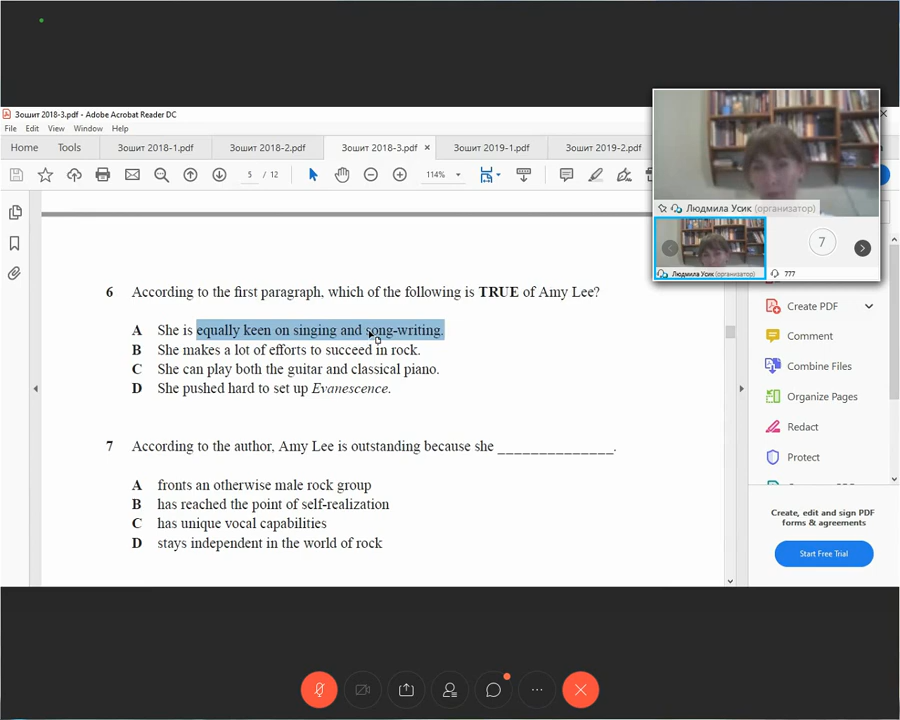 Зошит 2018-3.pdf - Adobe Acrobat Reader DC
File Edit View Window Help
Home Tools Зошит 2018-1.pdf Зошит 2018-2.pdf Зошит 2018-3.pdf × Зошит 2019-1.pdf Зошит 2019-2.pdf
5 / 12 114%
Людмила Усик (организатор)
7
Людмила Усик (организатор) 777
6 According to the first paragraph, which of the following is TRUE of Amy Lee?
A She is equally keen on singing and song-writing.
B She makes a lot of efforts to succeed in rock.
C She can play both the guitar and classical piano.
D She pushed hard to set up Evanescence.
7 According to the author, Amy Lee is outstanding because she ______________.
A fronts an otherwise male rock group
B has reached the point of self-realization
C has unique vocal capabilities
D stays independent in the world of rock
Create PDF
Comment
Combine Files
Organize Pages
Redact
Protect
Create, edit and sign PDF
forms & agreements
Start Free Trial